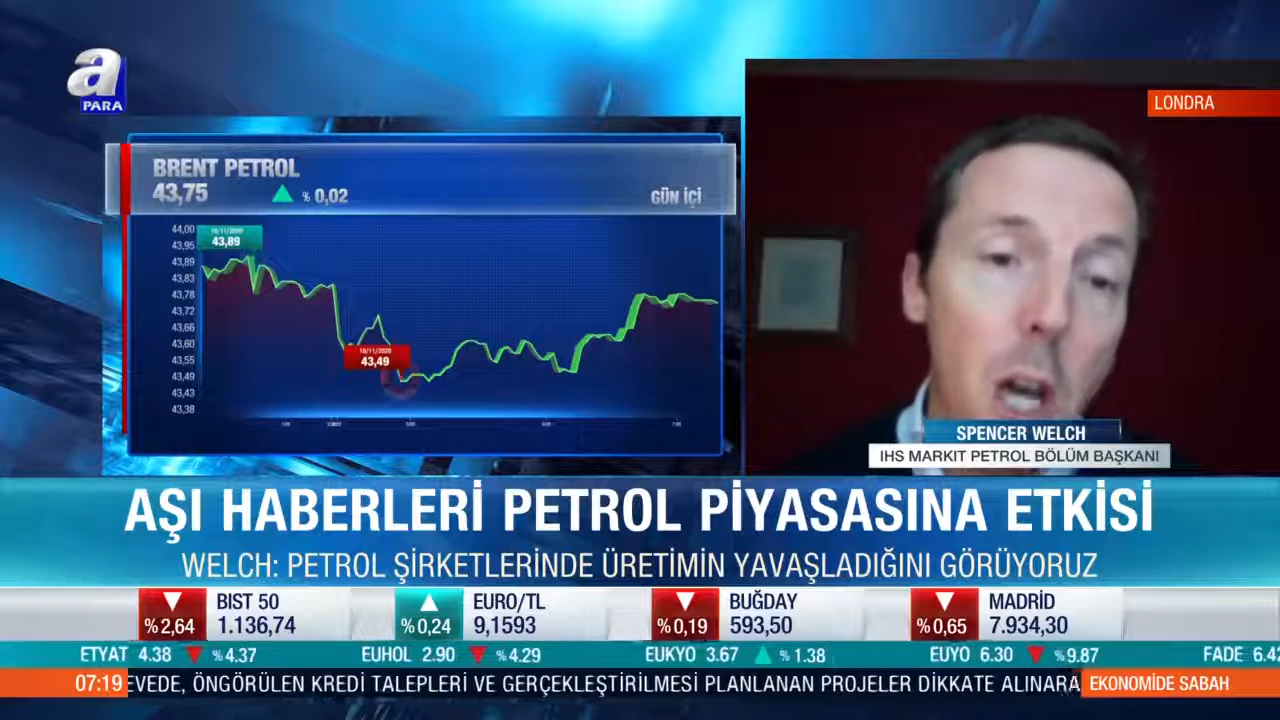 a
PARA
LONDRA
BRENT PETROL
43,75 % 0,02 GÜN İÇİ
44,00
43,95
43,89
43,83
43,78
43,72
43,66
43,60
43,55
43,49
43,43
43,38
43,89
43,49
SPENCER WELCH
IHS MARKIT PETROL BÖLÜM BAŞKANI
AŞI HABERLERİ PETROL PİYASASINA ETKİSİ
WELCH: PETROL ŞİRKETLERİNDE ÜRETİMİN YAVAŞLADIĞINI GÖRÜYORUZ
%2,64 BIST 50 1.136,74
%0,24 EURO/TL 9,1593
%0,19 BUĞDAY 593,50
%0,65 MADRİD 7.934,30
ETYAT 4.38 %4.37 EUHOL 2.90 %4.29 EUKYO 3.67 %1.38 EUYO 6.30 %9.87 FADE 6.42
07:19 EVEDE, ÖNGÖRÜLEN KREDİ TALEPLERİ VE GERÇEKLEŞTİRİLMESİ PLANLANAN PROJELER DİKKATE ALINARA EKONOMİDE SABAH